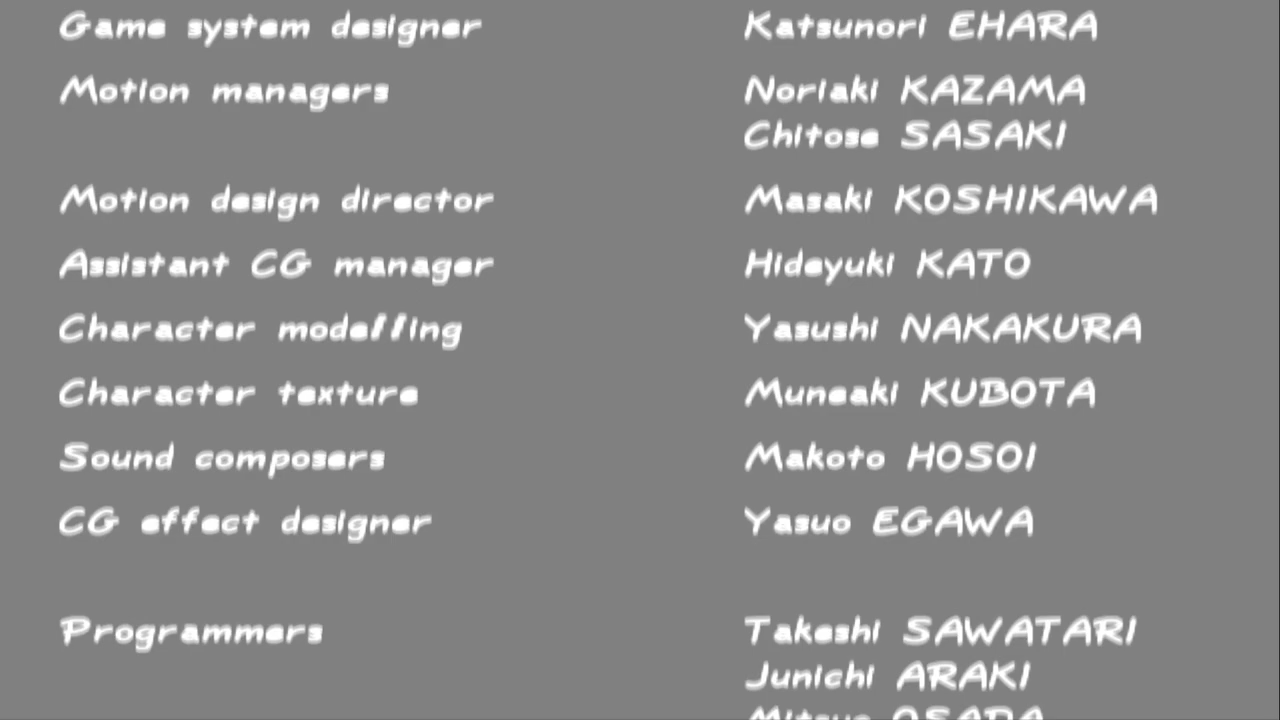 Game system designer Katsunori EHARA
Motion managers Noriaki KAZAMA
Chitose SASAKI
Motion design director Masaki KOSHIKAWA
Assistant CG manager Hideyuki KATO
Character modelling Yasushi NAKAKURA
Character texture Muneaki KUBOTA
Sound composers Makoto HOSOI
CG effect designer Yasuo EGAWA
Programmers Takeshi SAWATARI
Junichi ARAKI